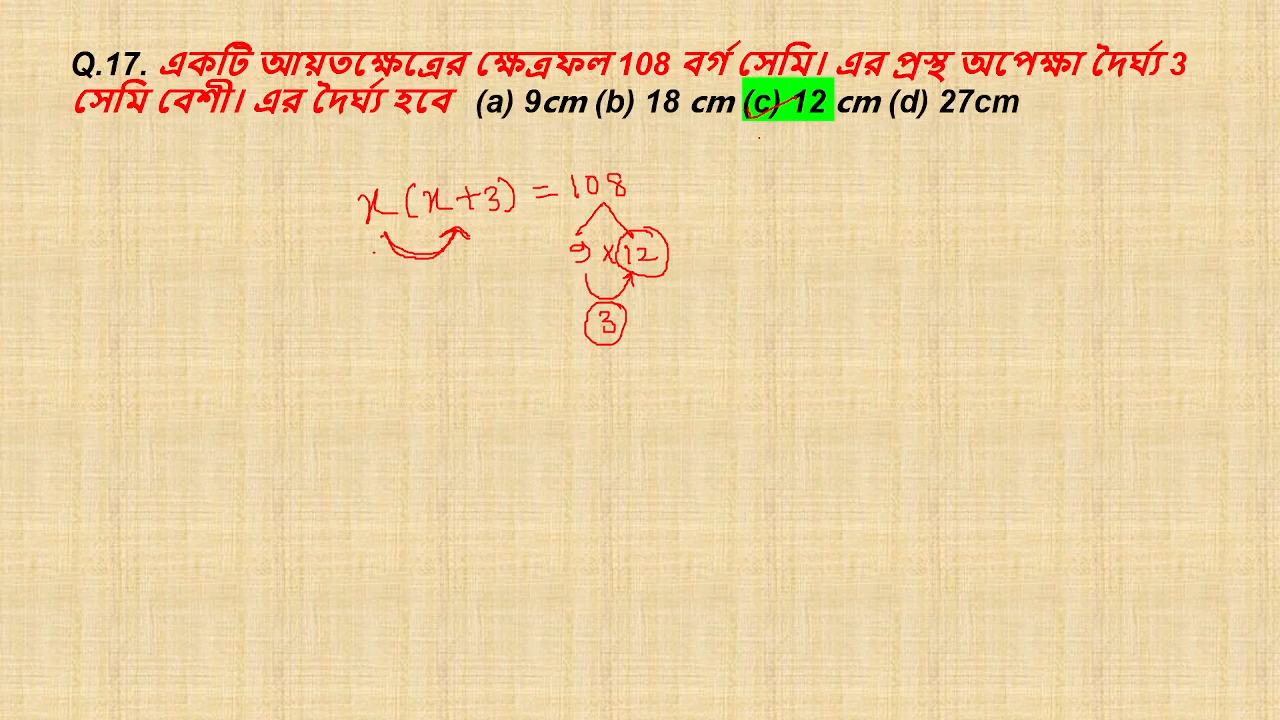 Q.17. একটি আয়তক্ষেত্রের ক্ষেত্রফল 108 বর্গ সেমি। এর প্রস্থ অপেক্ষা দৈর্ঘ্য 3
সেমি বেশী। এর দৈর্ঘ্য হবে (a) 9cm (b) 18 cm (c) 12 cm (d) 27cm
x(x+3) = 108
9 × 12
3